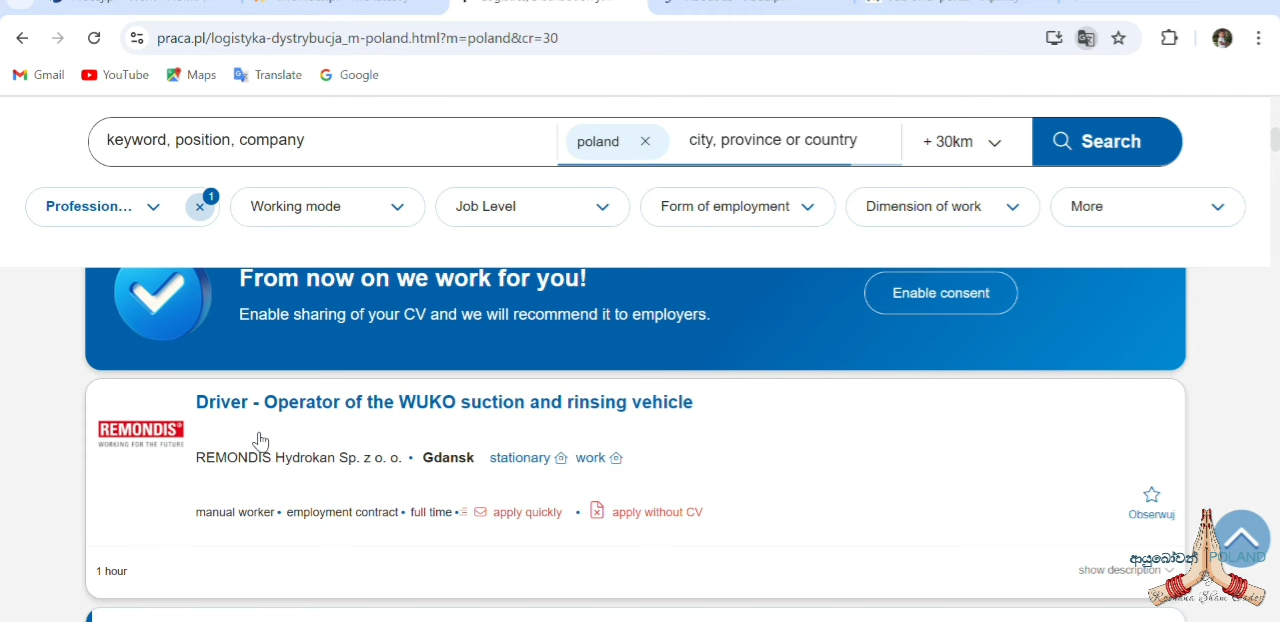 praca.pl/logistyka-dystrybucja_m-poland.html?m=poland&cr=30
Gmail YouTube Maps Translate Google
keyword, position, company poland × city, province or country + 30km Search
Profession... × 1 Working mode Job Level Form of employment Dimension of work More
From now on we work for you!
Enable sharing of your CV and we will recommend it to employers.
Enable consent
Driver - Operator of the WUKO suction and rinsing vehicle
REMONDIS®
WORKING FOR THE FUTURE
REMONDIS Hydrokan Sp. z o. o. • Gdansk stationary work
manual worker • employment contract • full time • apply quickly • apply without CV
Obserwuj
ආයුබෝවන් POLAND
1 hour
show description